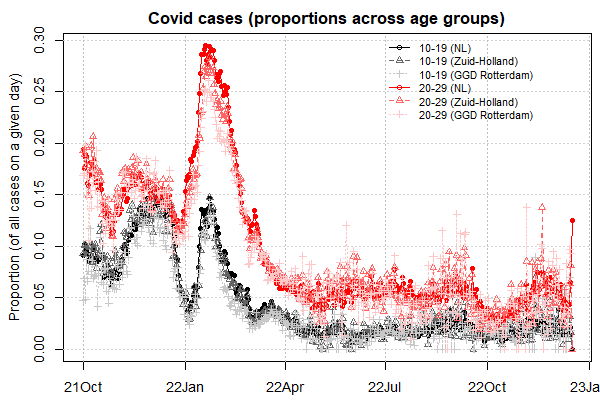 Covid cases (proportions across age groups)
Proportion (of all cases on a given day)
0.30
0.25
0.20
0.15
0.10
0.05
0.00
10-19 (NL)
10-19 (Zuid-Holland)
10-19 (GGD Rotterdam)
20-29 (NL)
20-29 (Zuid-Holland)
20-29 (GGD Rotterdam)
21Oct 22Jan 22Apr 22Jul 22Oct 23Ja